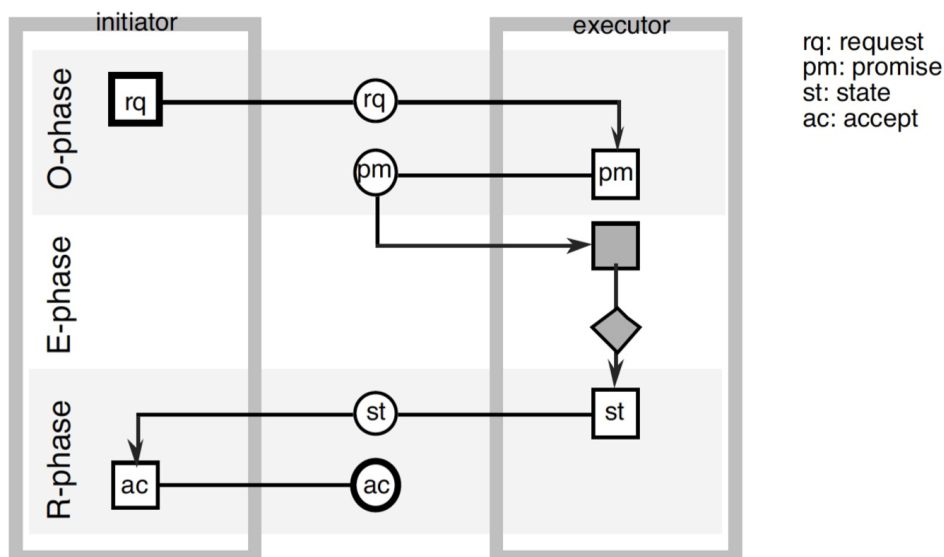 initiator
executor
rq: request
pm: promise
st: state
ac: accept
O-phase
rq
rq
pm
pm
E-phase
R-phase
st
st
ac
ac